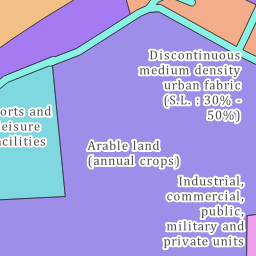 Discontinuous
medium density
urban fabric
(S.L. : 30% -
50%)
orts and
eisure
acilities
Arable land
(annual crops)
Industrial,
commercial,
public,
military and
private units